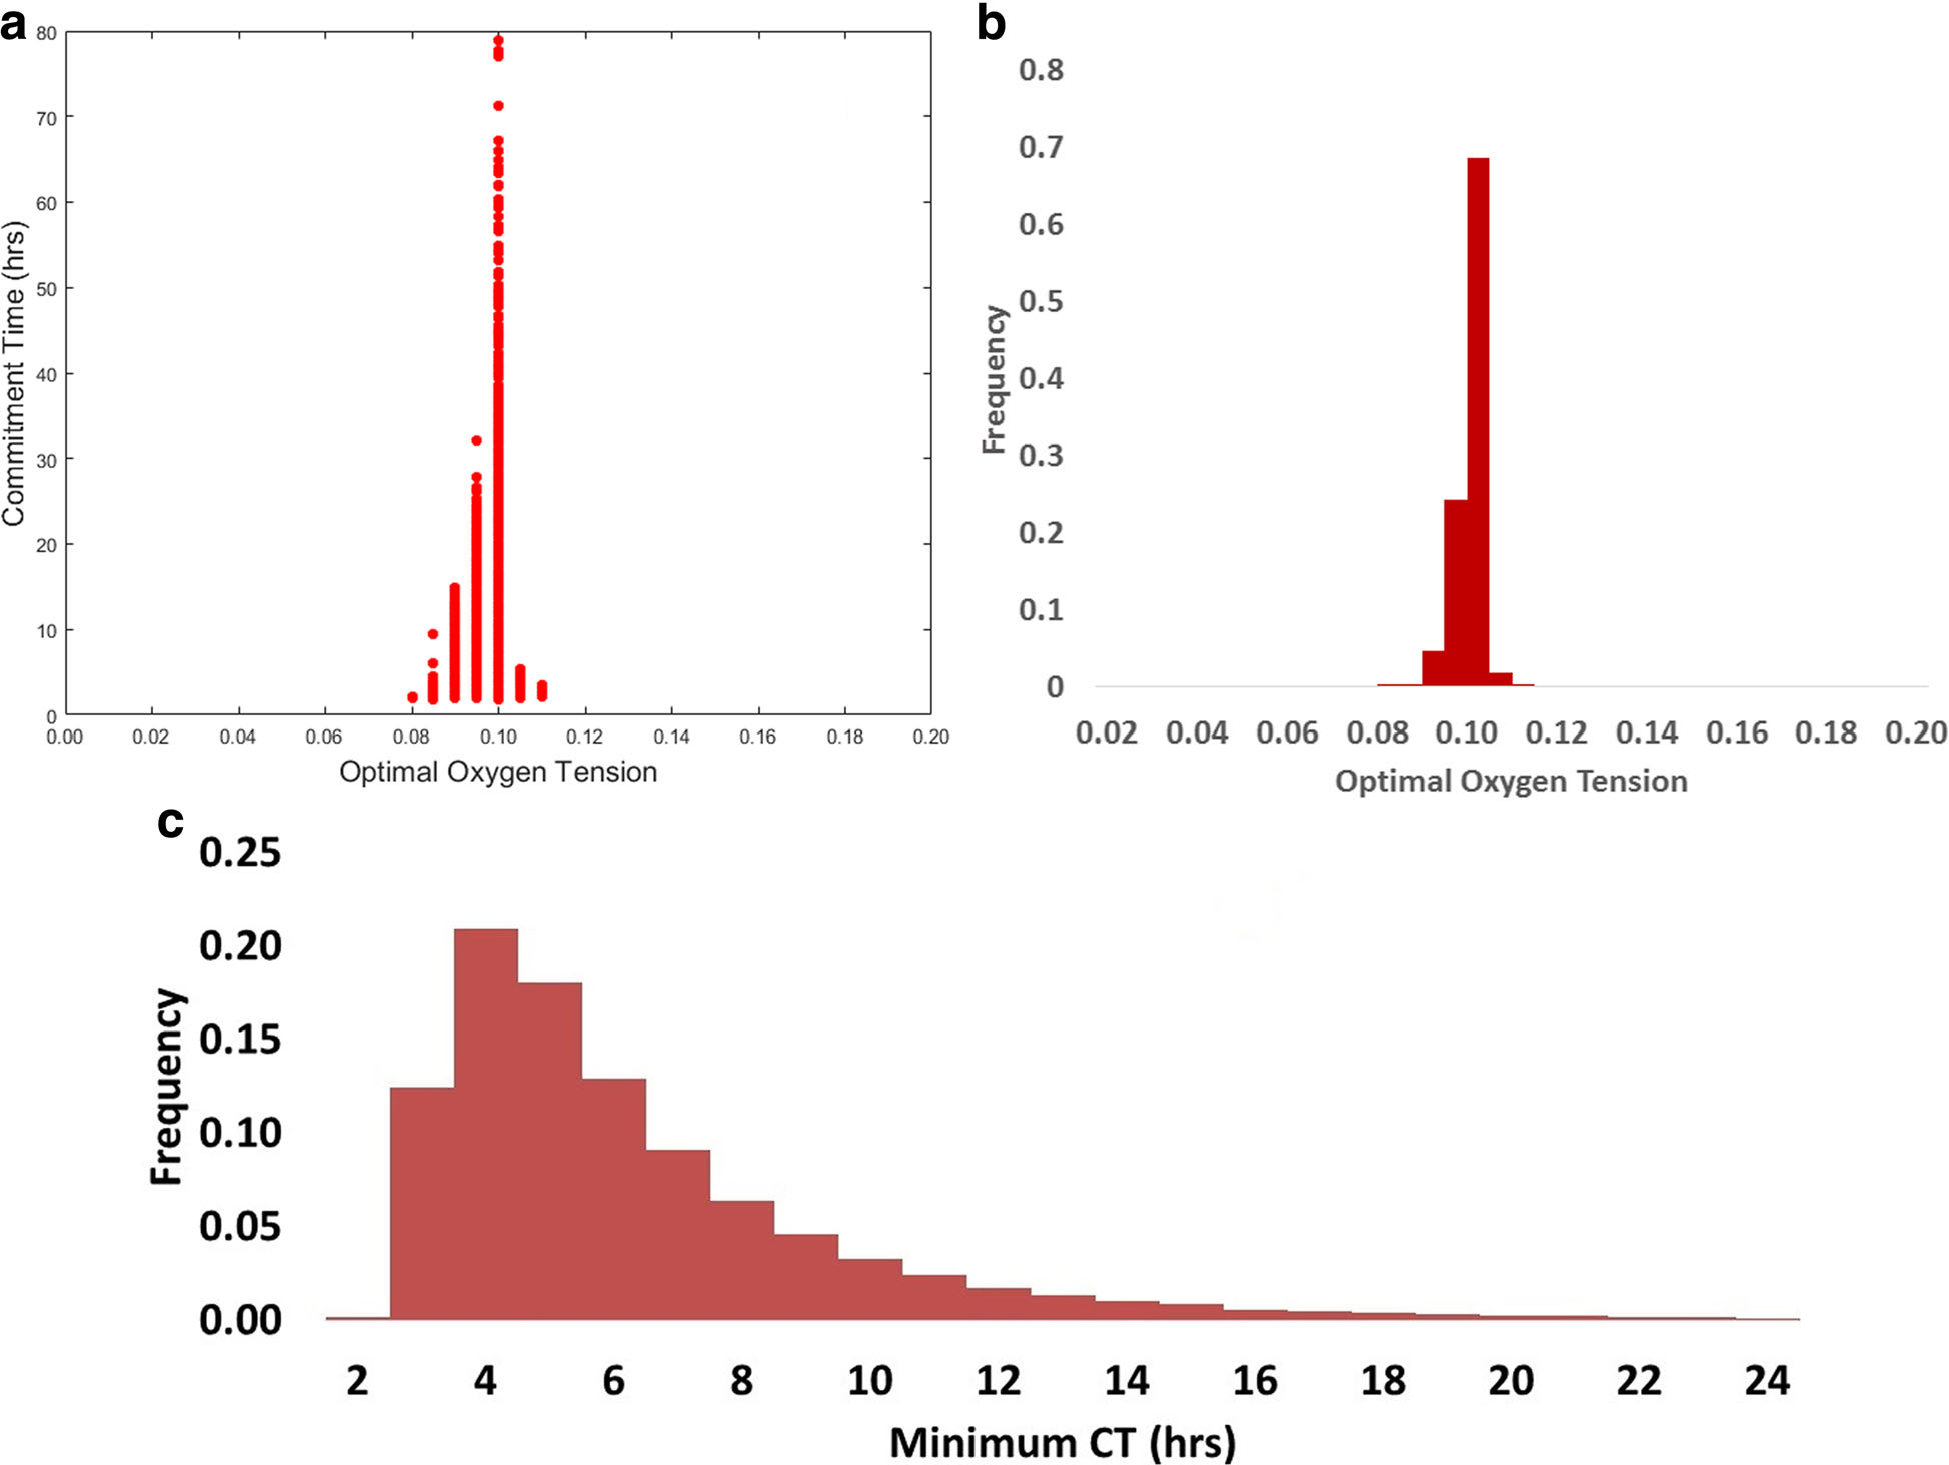 a
80
70
60
50
40
30
20
10
0
Commitment Time (hrs)
0.00 0.02 0.04 0.06 0.08 0.10 0.12 0.14 0.16 0.18 0.20
Optimal Oxygen Tension
b
0.8
0.7
0.6
0.5
0.4
0.3
0.2
0.1
0
Frequency
0.02 0.04 0.06 0.08 0.10 0.12 0.14 0.16 0.18 0.20
Optimal Oxygen Tension
c
0.25
0.20
0.15
0.10
0.05
0.00
Frequency
2 4 6 8 10 12 14 16 18 20 22 24
Minimum CT (hrs)